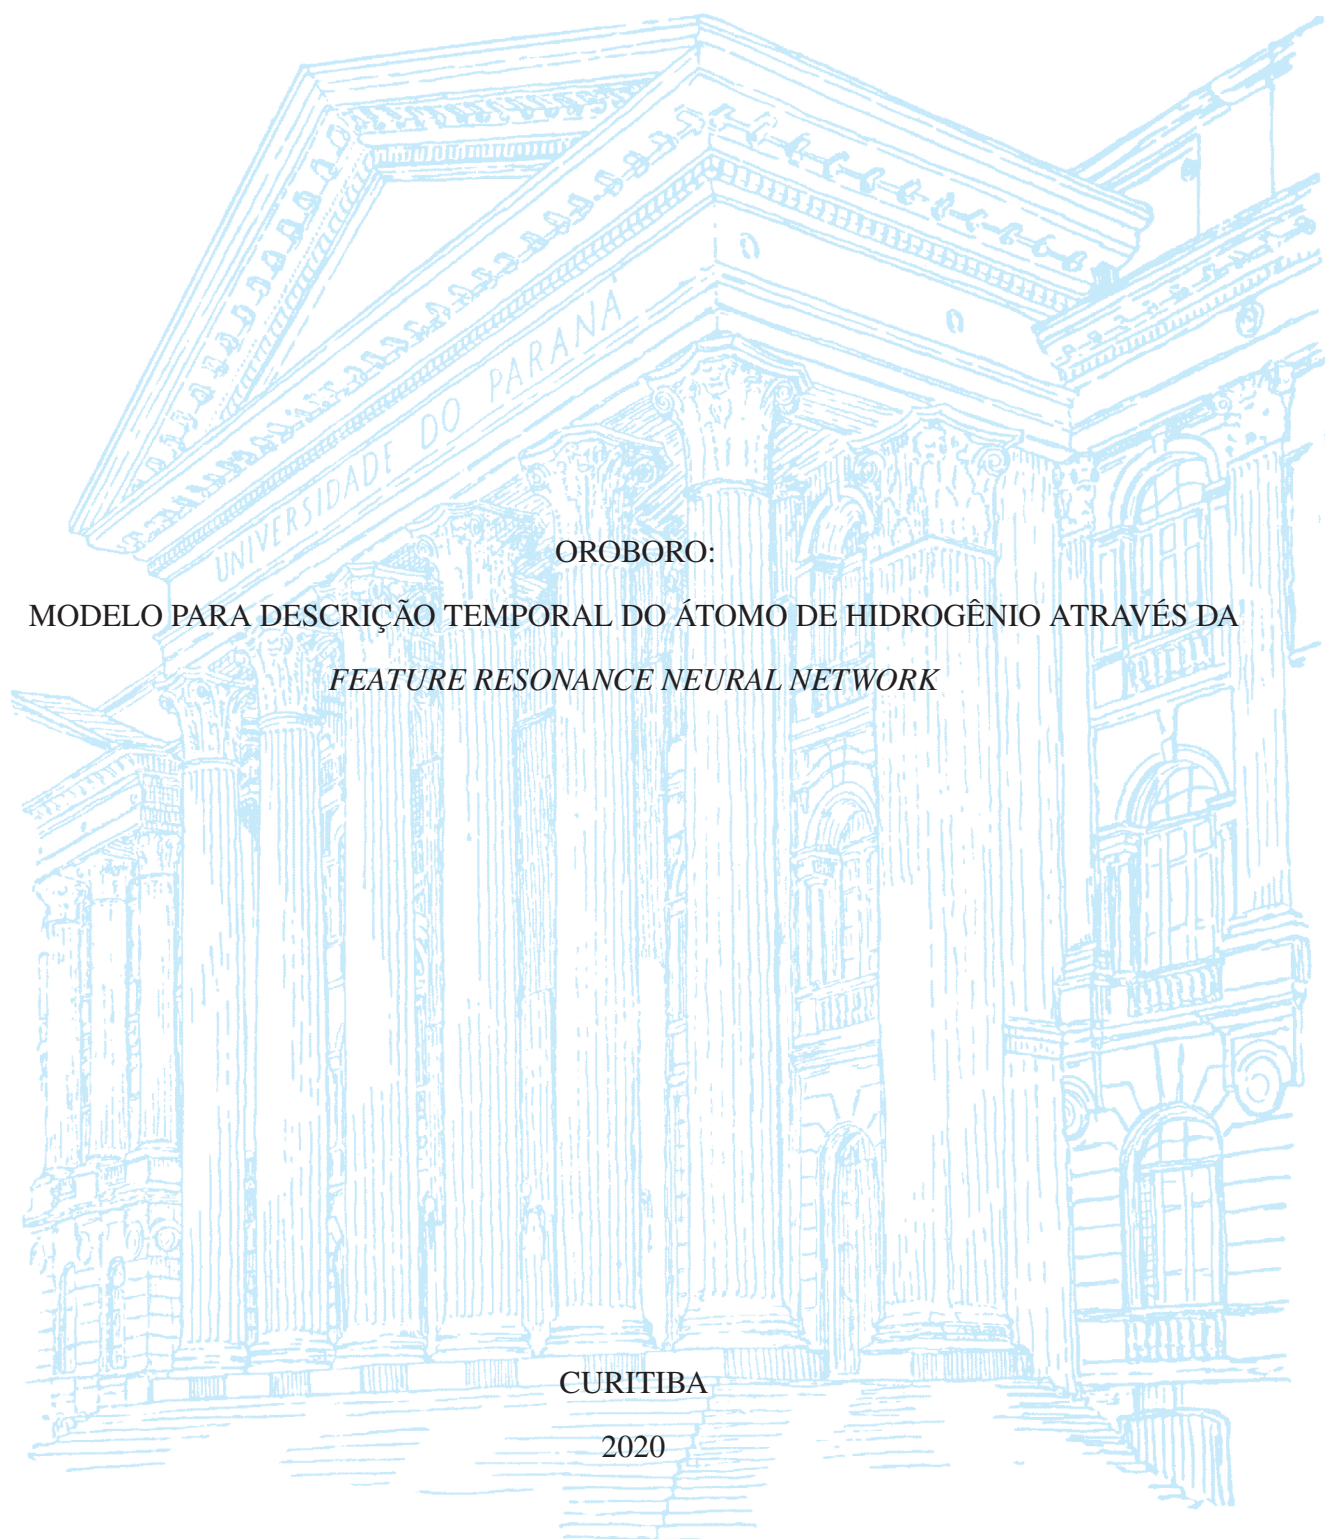 UNIVERSIDADE DO PARANÁ
OROBORO:
MODELO PARA DESCRIÇÃO TEMPORAL DO ÁTOMO DE HIDROGÊNIO ATRAVÉS DA
FEATURE RESONANCE NEURAL NETWORK
CURITIBA
2020